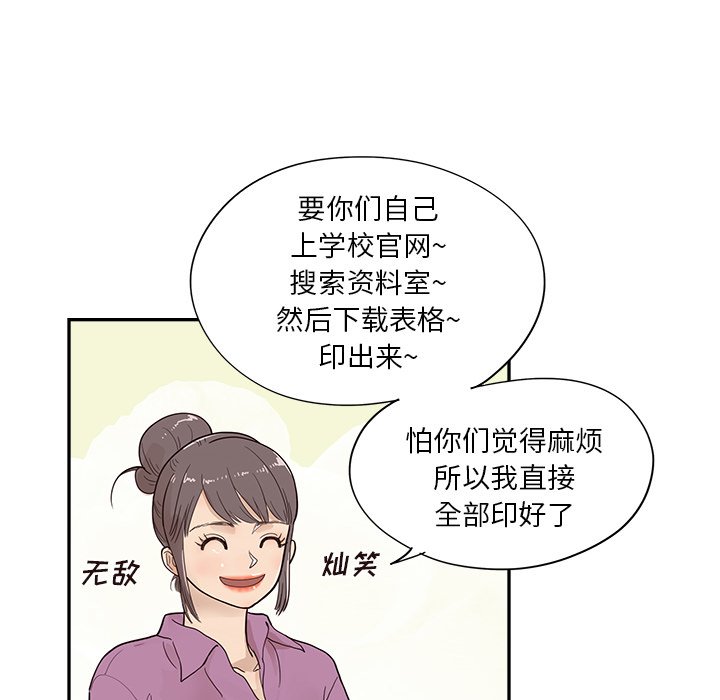 要你们自己
上学校官网~
搜索资料室~
然后下载表格~
印出来~
怕你们觉得麻烦
所以我直接
全部印好了
无敌
灿笑